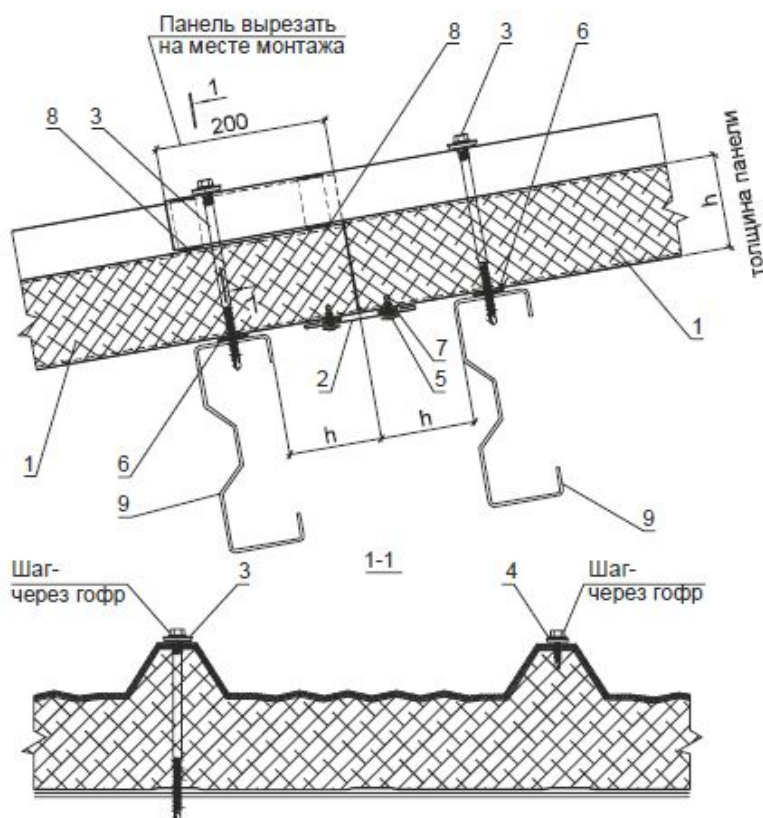 Панель вырезать
на месте монтажа
8
3
6
1
8
3
200
толщина панели
h
1
1
2
7
5
h
h
1
6
9
9
1-1
Шаг-
через гофр
3
4
Шаг-
через гофр